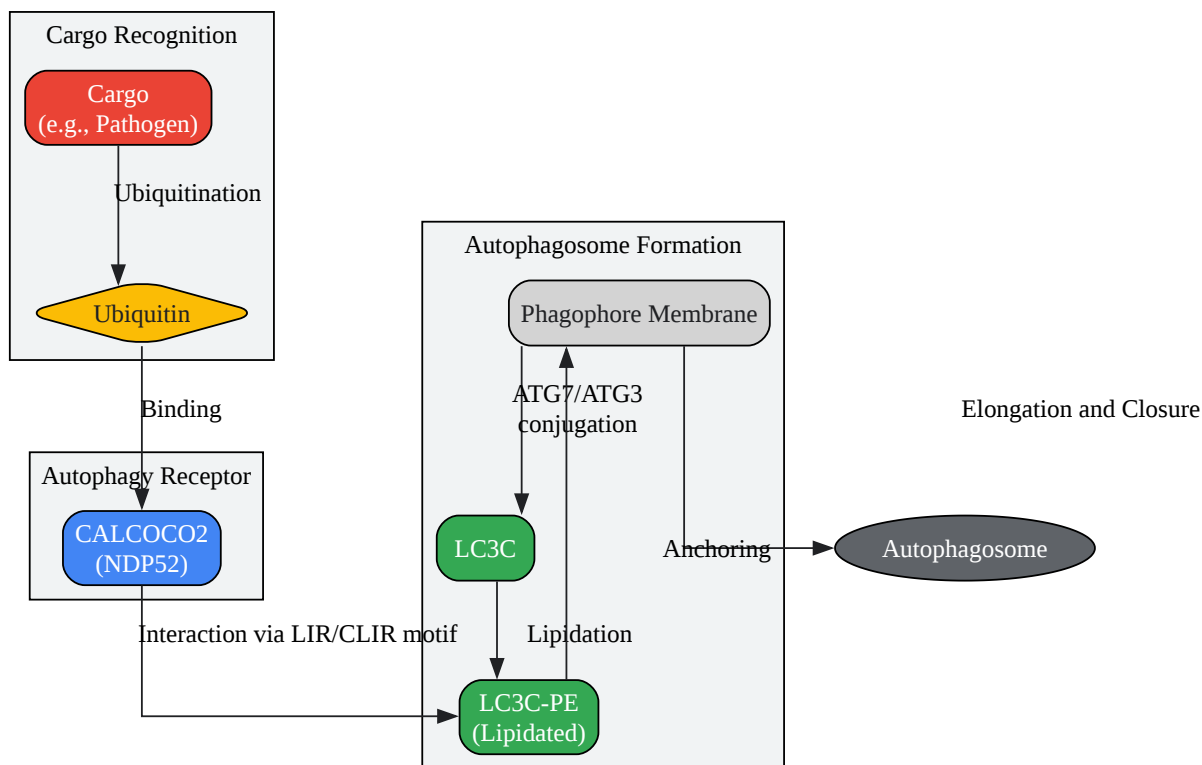 Cargo Recognition
Cargo
(e.g., Pathogen)
Ubiquitination
Ubiquitin
Binding
Autophagy Receptor
CALCOCO2
(NDP52)
Interaction via LIR/CLIR motif
Autophagosome Formation
Phagophore Membrane
ATG7/ATG3
conjugation
LC3C
Anchoring
Lipidation
LC3C-PE
(Lipidated)
Elongation and Closure
Autophagosome